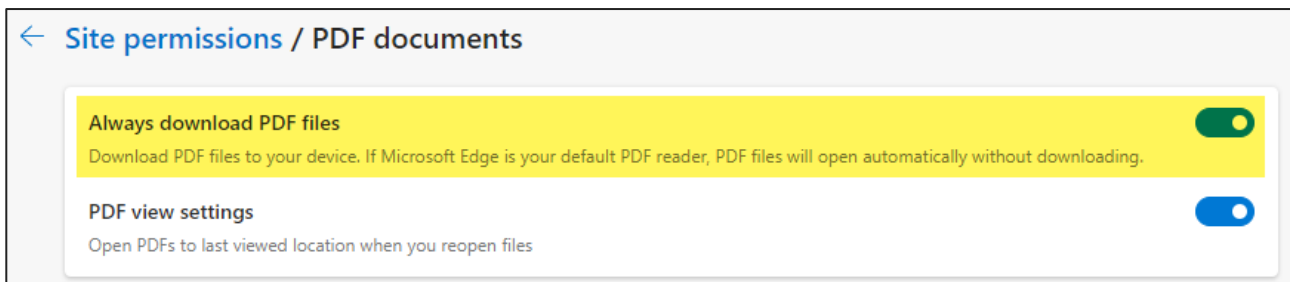 Site permissions / PDF documents
Always download PDF files
Download PDF files to your device. If Microsoft Edge is your default PDF reader, PDF files will open automatically without downloading.
PDF view settings
Open PDFs to last viewed location when you reopen files